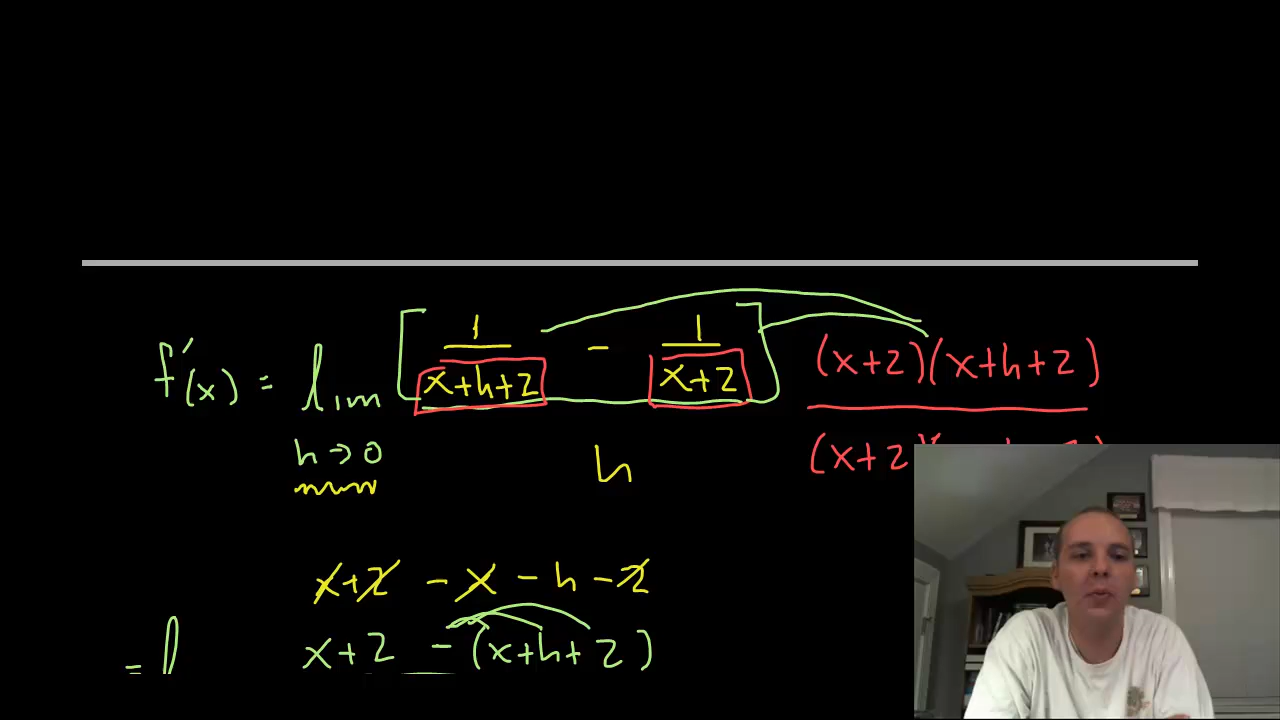 f'(x) = lim h→0 [ 1/(x+h+2) - 1/(x+2) ] / h (x+2)(x+h+2)
(x+2)
x+2 - x - h - 2
= l x+2 - (x+h+2)